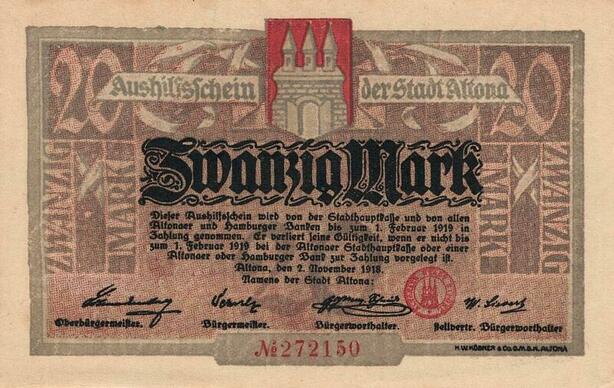 20 20
Aushilfsschein der Stadt Altona
Zwanzig Mark
ZWANZIG MARK MARK ZWANZIG
Dieser Aushilfsschein wird von der Stadthauptkasse und von allen
Altonaer und Hamburger Banken bis zum 1. Februar 1919 in
Zahlung genommen. Er verliert seine Gültigkeit, wenn er nicht bis
zum 1. Februar 1919 bei der Altonaer Stadthauptkasse oder einer
Altonaer oder Hamburger Bank zur Zahlung vorgelegt ist.
Altona, den 2. November 1918.
Namens der Stadt Altona:
Oberbürgermeister. Bürgermeister. Bürgerworthalter. stellvertr. Bürgerworthalter
№272150
H.W.KÖBNER & CO.G.M.B.H. ALTONA